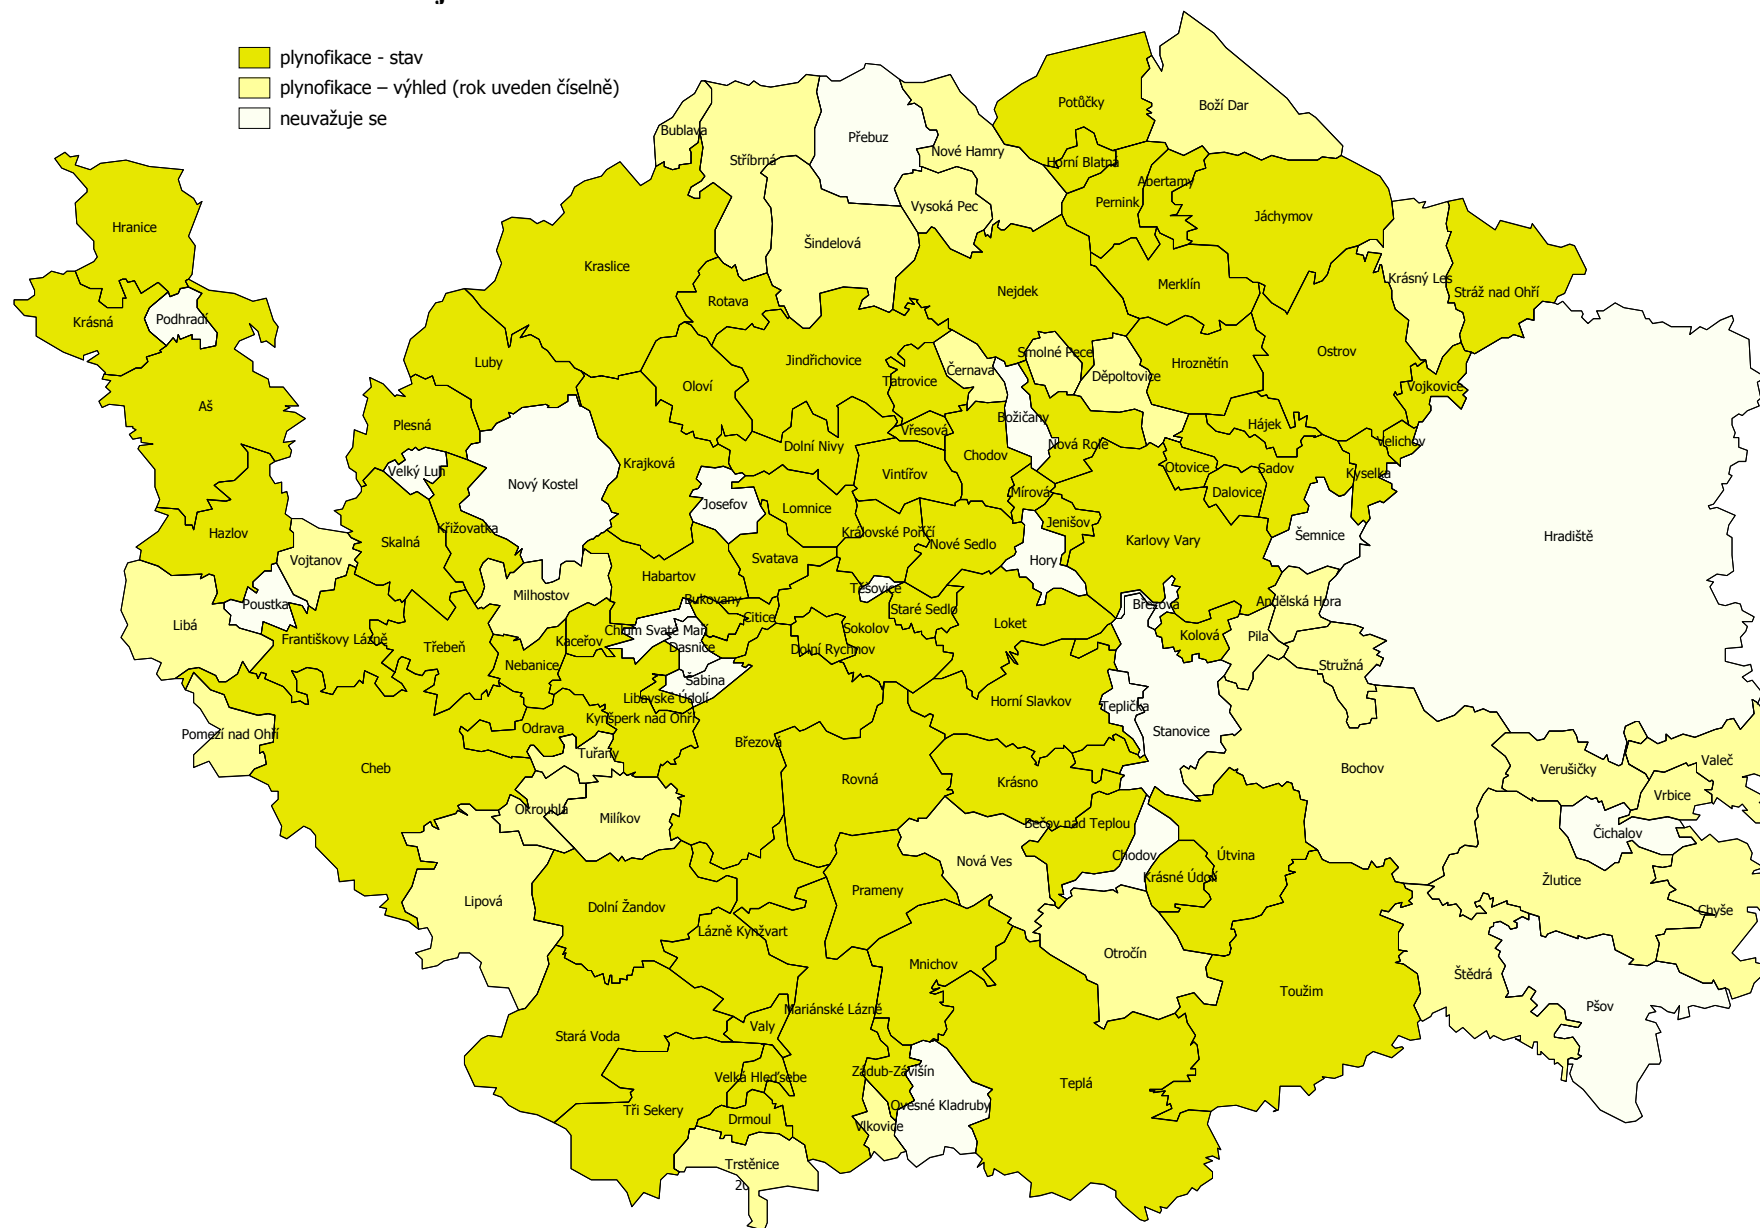 plynofikace - stav
plynofikace – výhled (rok uveden číselně)
neuvažuje se
Potůčky
Boží Dar
Bublava
Přebuz
Stříbrná
Nové Hamry
Horní Blatná
Abertamy
Pernink
Vysoká Pec
Jáchymov
Hranice
Šindelová
Kraslice
Krásný Les
Merklín
Nejdek
Stráž nad Ohří
Rotava
Podhradí
Krásná
Smolné Pece
Ostrov
Jindřichovice
Luby
Hroznětín
Černava
Děpoltovice
Tatrovice
Oloví
Vojkovice
Aš
Božičany
Plesná
Hájek
Vřesová
Velichov
Nová Role
Dolní Nivy
Chodov
Krajková
Otovice
Sadov
Velký Luh
Vintířov
Kyselka
Nový Kostel
Mírová
Dalovice
Josefov
Lomnice
Jenišov
Křižovatka
Královské Poříčí
Hazlov
Šemnice
Hradiště
Skalná
Karlovy Vary
Nové Sedlo
Svatava
Vojtanov
Hory
Habartov
Těšovice
Milhostov
Bukovany
Andělská Hora
Poustka
Březová
Staré Sedlo
Citice
Libá
Loket
Sokolov
Chlum Svaté Maří
Kolová
Pila
Františkovy Lázně
Kaceřov
Třebeň
Dasnice
Dolní Rychnov
Nebanice
Stružná
Šabina
Libavské Údolí
Horní Slavkov
Teplička
Kynšperk nad Ohří
Odrava
Stanovice
Pomezí nad Ohří
Březová
Tuřany
Valeč
Cheb
Bochov
Verušičky
Rovná
Krásno
Vrbice
Okrouhlá
Milíkov
Bečov nad Teplou
Čichalov
Chodov
Útvina
Nová Ves
Krásné Údolí
Žlutice
Prameny
Lipová
Dolní Žandov
Chyše
Lázně Kynžvart
Otročín
Mnichov
Štědrá
Toužim
Pšov
Mariánské Lázně
Valy
Stará Voda
Zádub-Závišín
Velká Hleďsebe
Teplá
Ovesné Kladruby
Tři Sekery
Drmoul
Vlkovice
Trstěnice